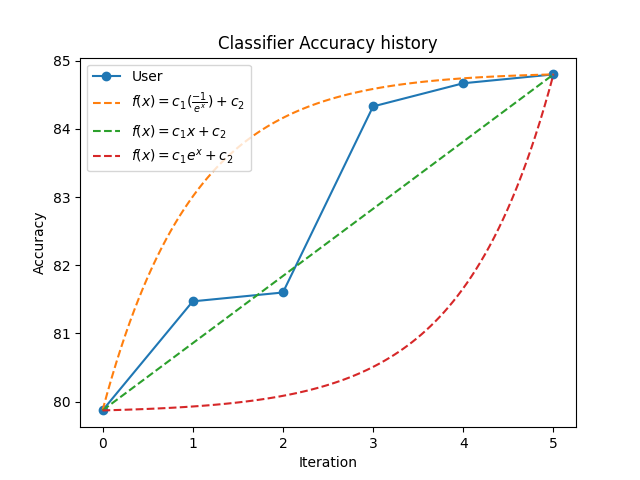 Classifier Accuracy history
User
f(x) = c₁(−1/eˣ) + c₂
f(x) = c₁x + c₂
f(x) = c₁eˣ + c₂
85
84
83
82
81
80
Accuracy
0 1 2 3 4 5
Iteration